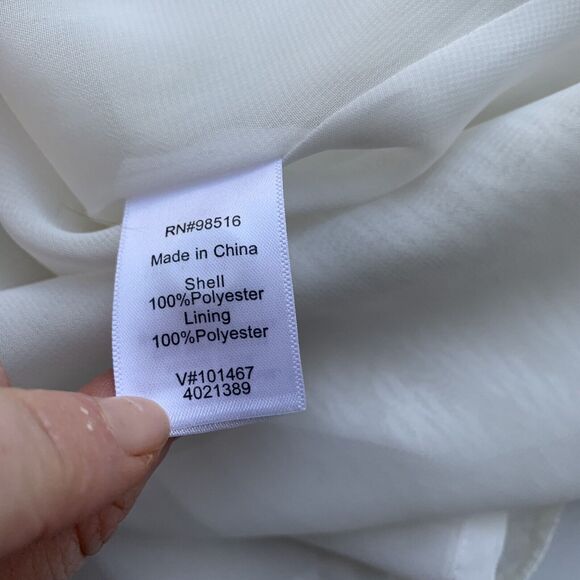 RN#98516
Made in China
Shell
100%Polyester
Lining
100%Polyester
V#101467
4021389